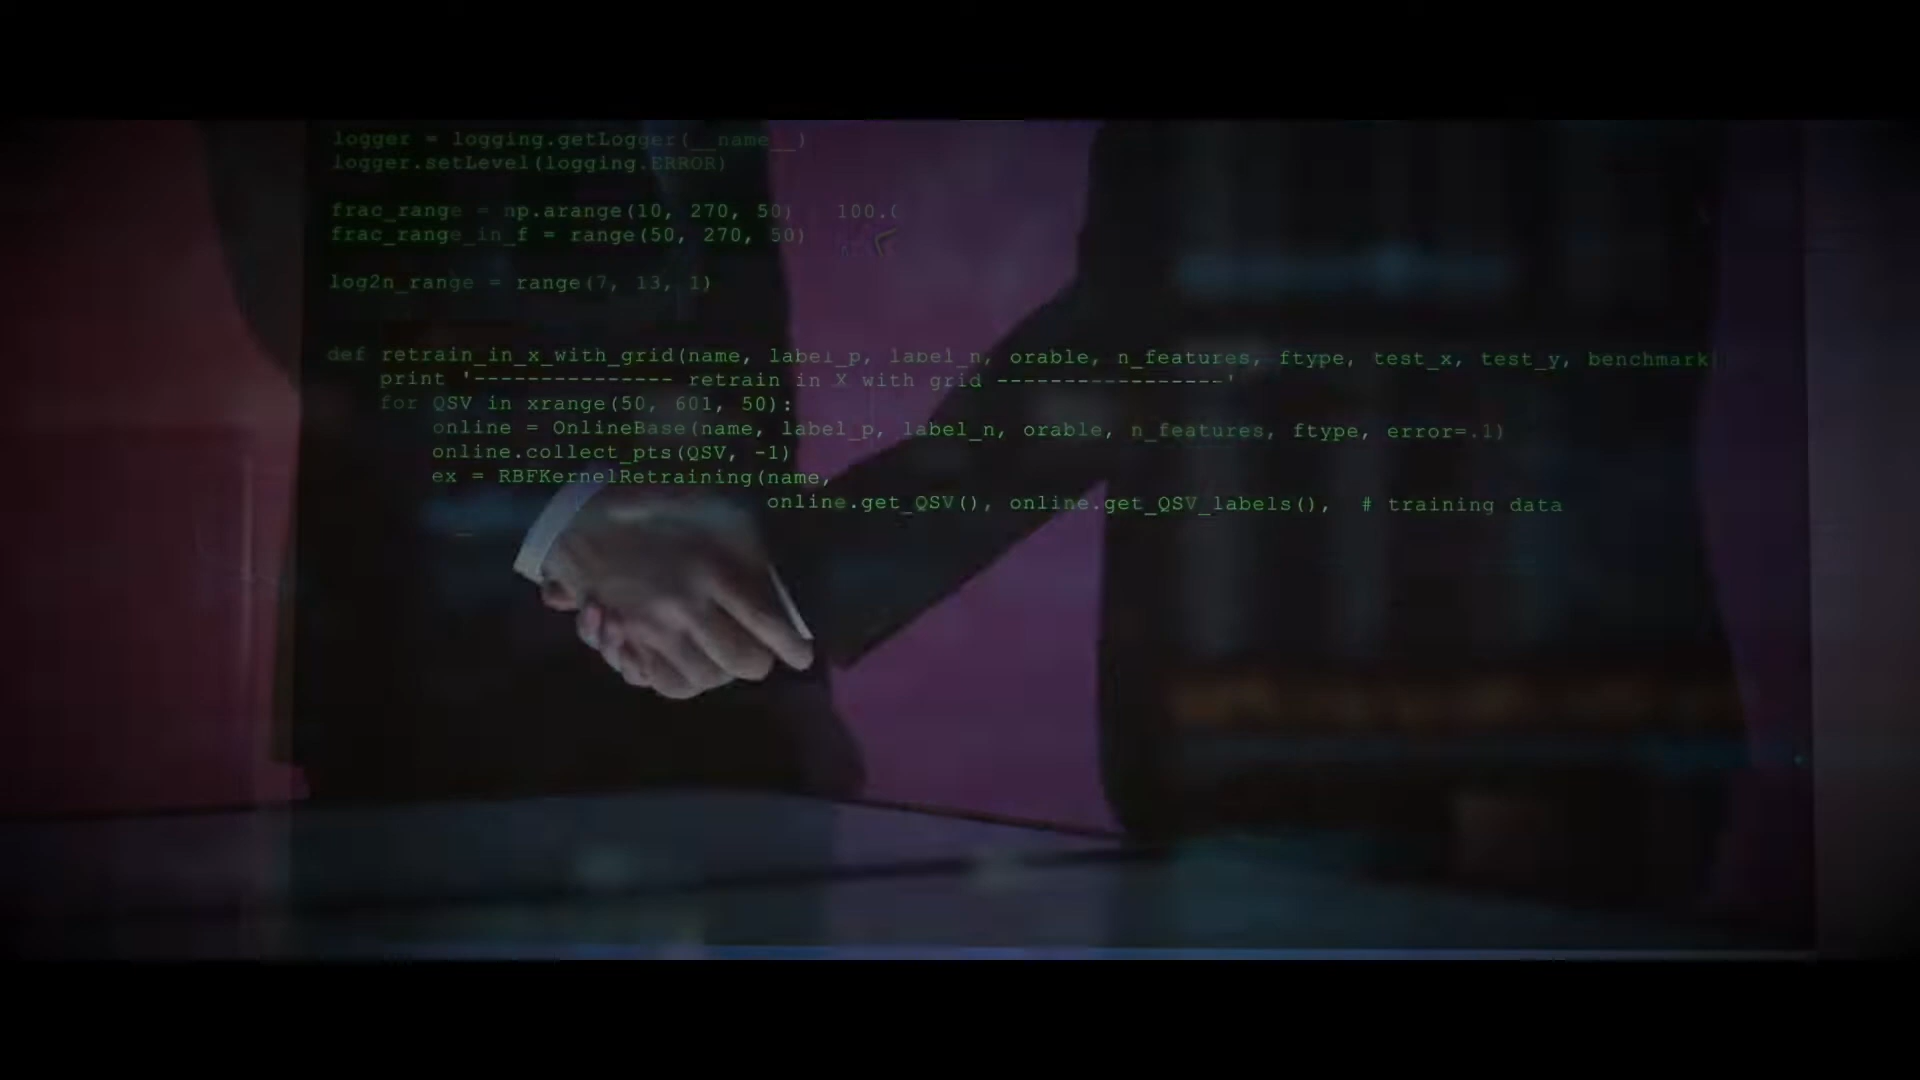 logger = logging.getLogger(__name__)
logger.setLevel(logging.ERROR)
frac_range = np.arange(10, 270, 50)
100.0
frac_range_in_f = range(50, 270, 50)
log2n_range = range(7, 13, 1)
def retrain_in_x_with_grid(name, label_p, label_n, orable, n_features, ftype, test_x, test_y, benchmark
print '--------------- retrain in X with grid -----------------'
for QSV in xrange(50, 601, 50):
online = OnlineBase(name, label_p, label_n, orable, n_features, ftype, error=.1)
online.collect_pts(QSV, -1)
ex = RBFKernelRetraining(name,
online.get_QSV(), online.get_QSV_labels(),  # training data